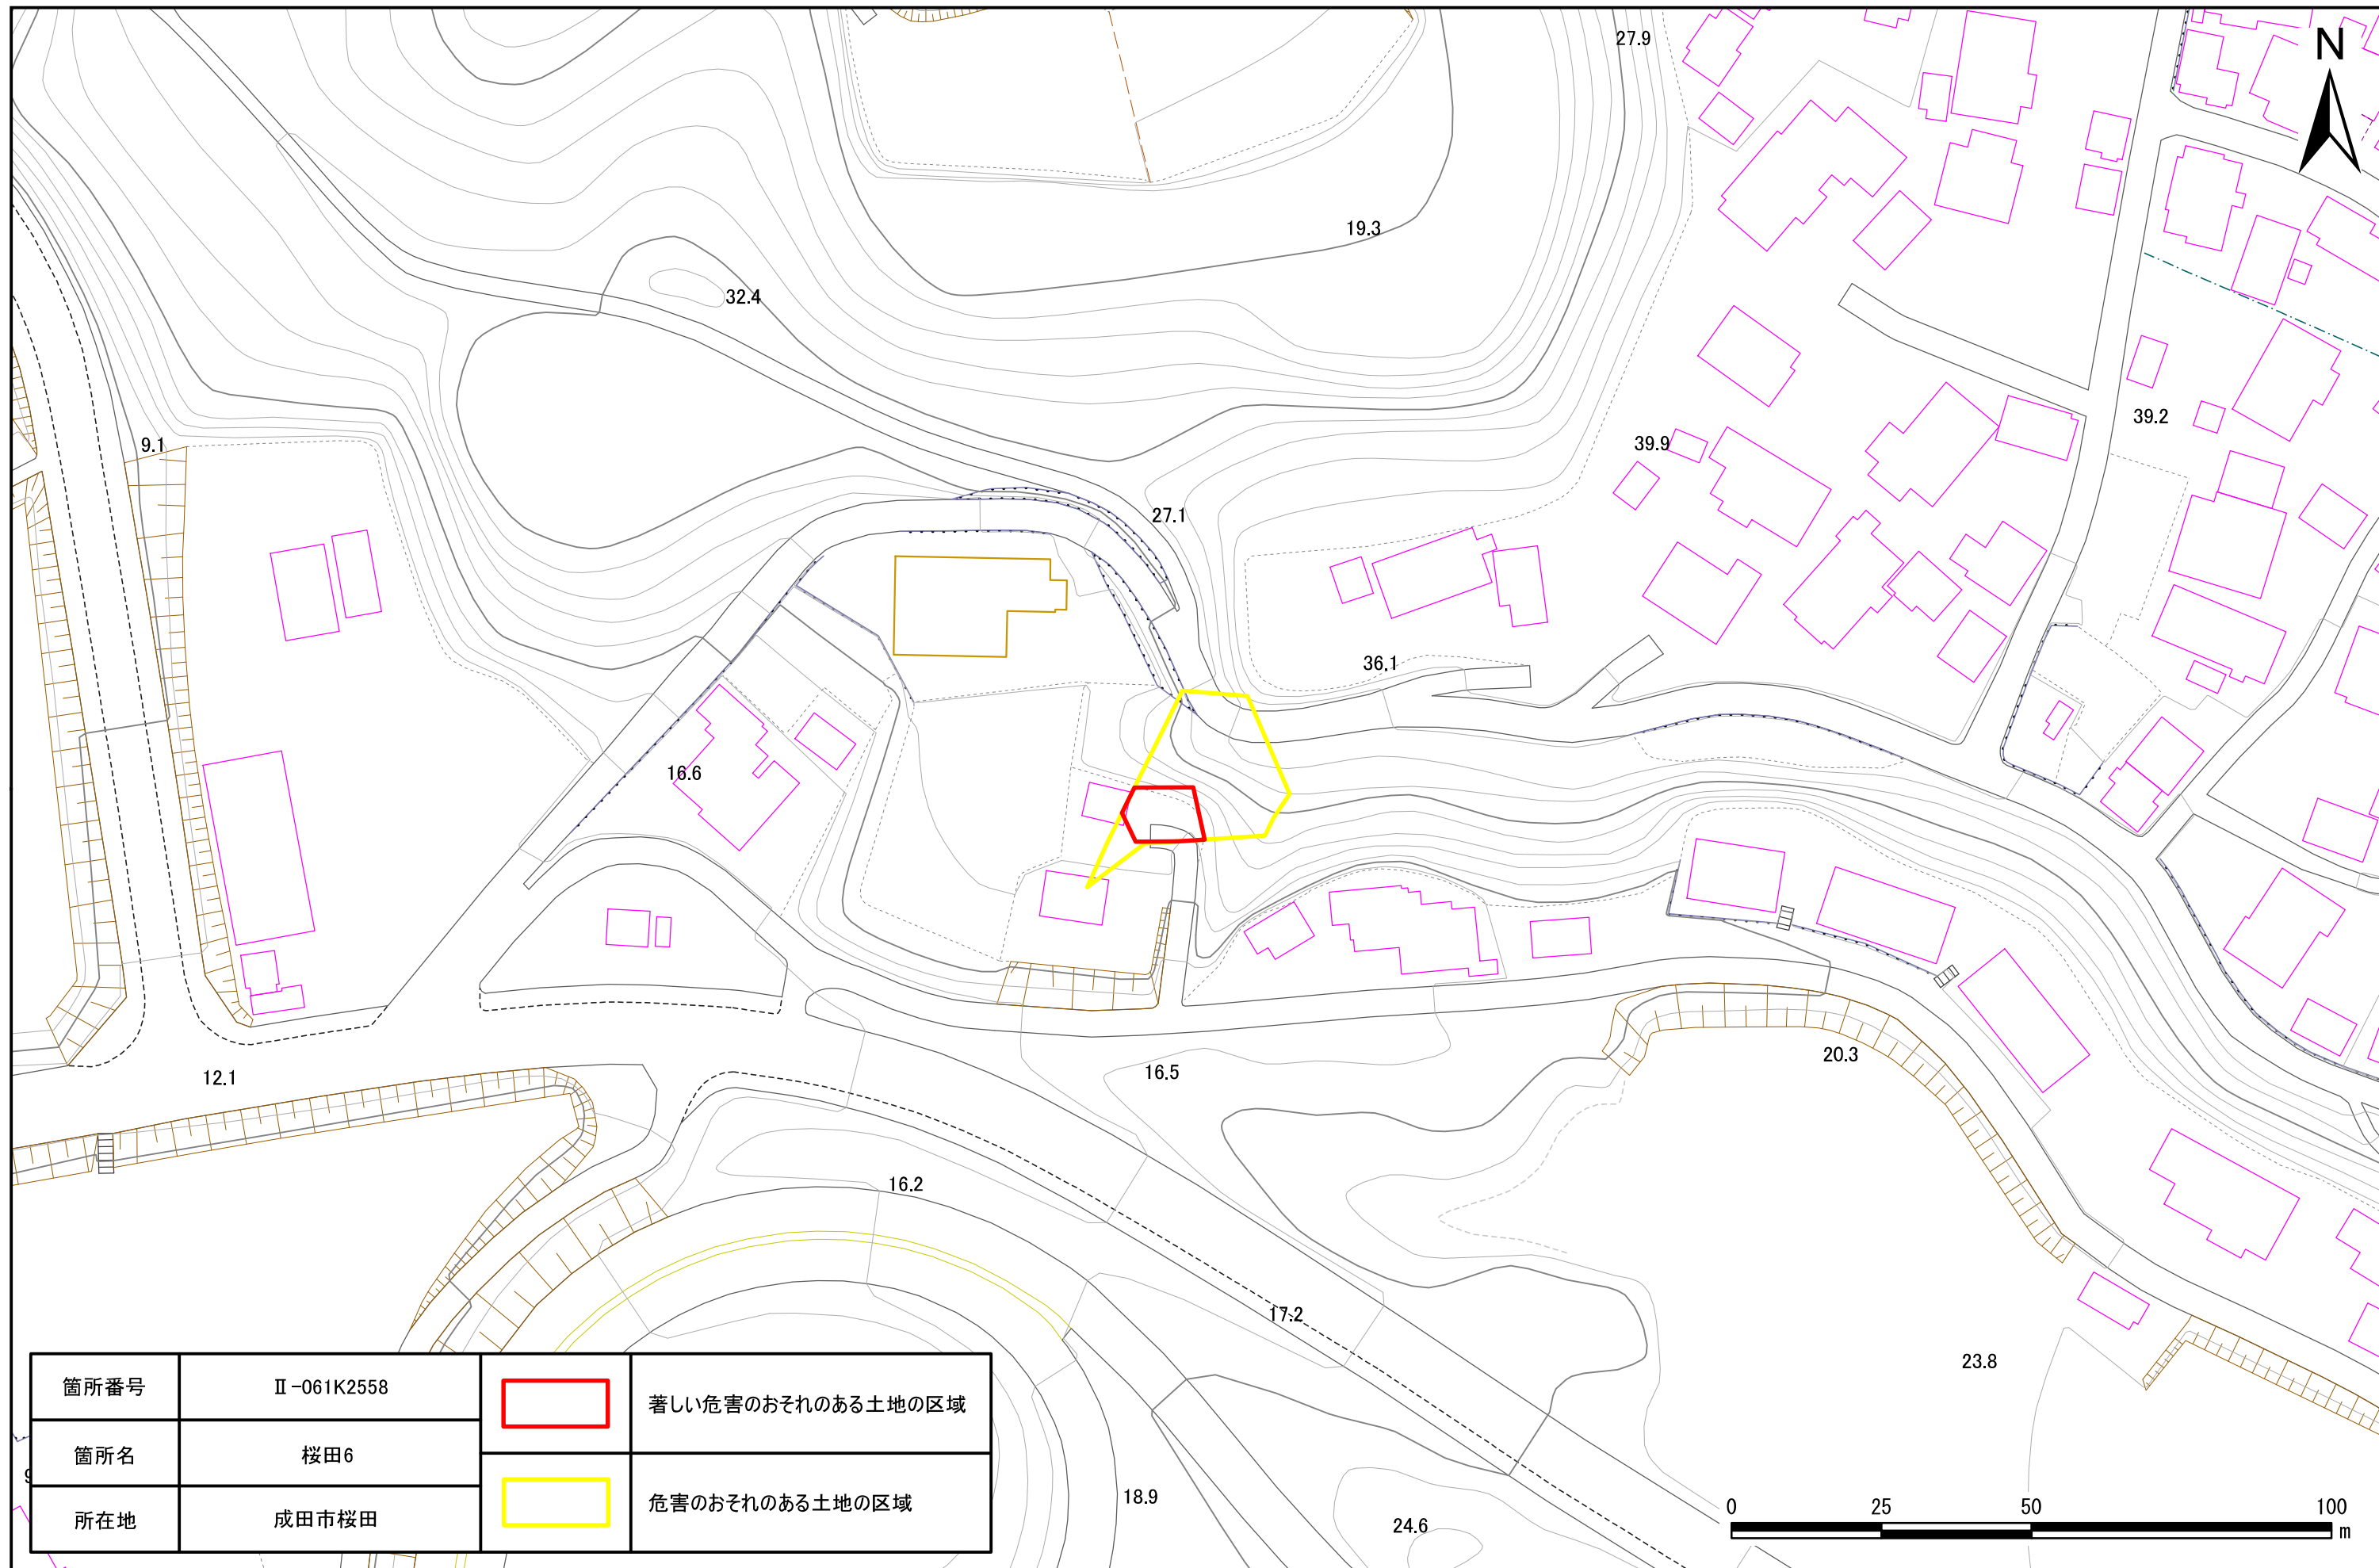 27.9
N
19.3
32.4
39.2
9.1
39.9
27.1
36.1
16.6
20.3
16.5
12.1
16.2
17.2
23.8
箇所番号 Ⅱ-061K2558
著しい危害のおそれのある土地の区域
箇所名 桜田6
危害のおそれのある土地の区域
所在地 成田市桜田
18.9
24.6
0 25 50 100
m